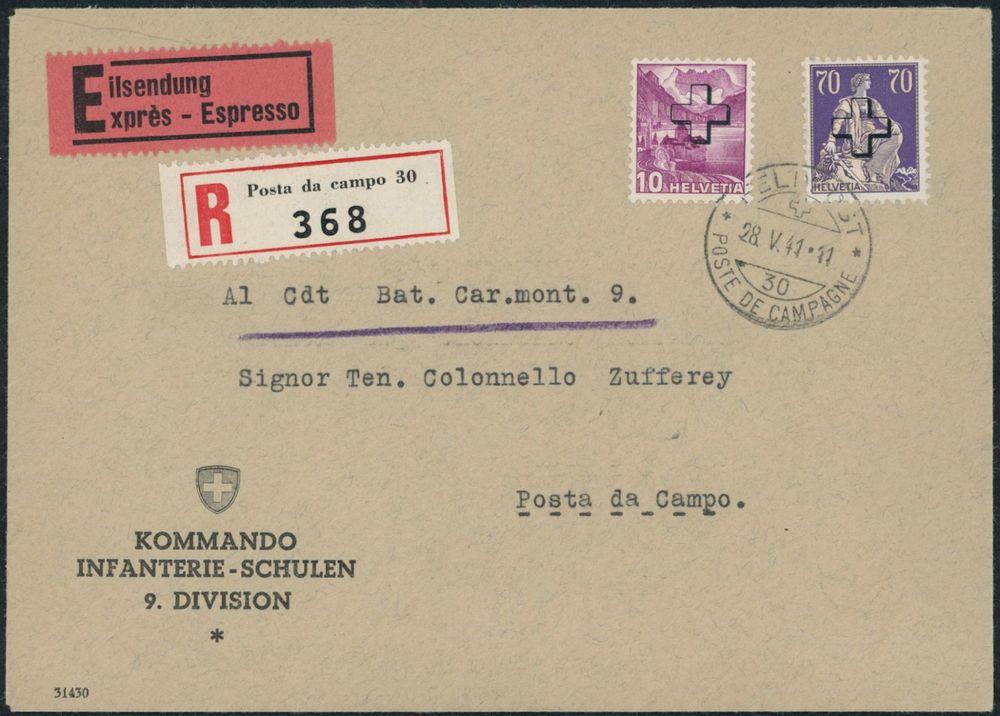 Eilsendung
Exprès - Espresso
R Posta da campo 30
368
10 HELVETIA
70 70
HELVETIA
FELDPOST
28. V. 41 • 11
30
* POSTE DE CAMPAGNE *
Al Cdt Bat. Car.mont. 9.
Signor Ten. Colonnello Zufferey
Posta da Campo.
KOMMANDO
INFANTERIE-SCHULEN
9. DIVISION
*
31430